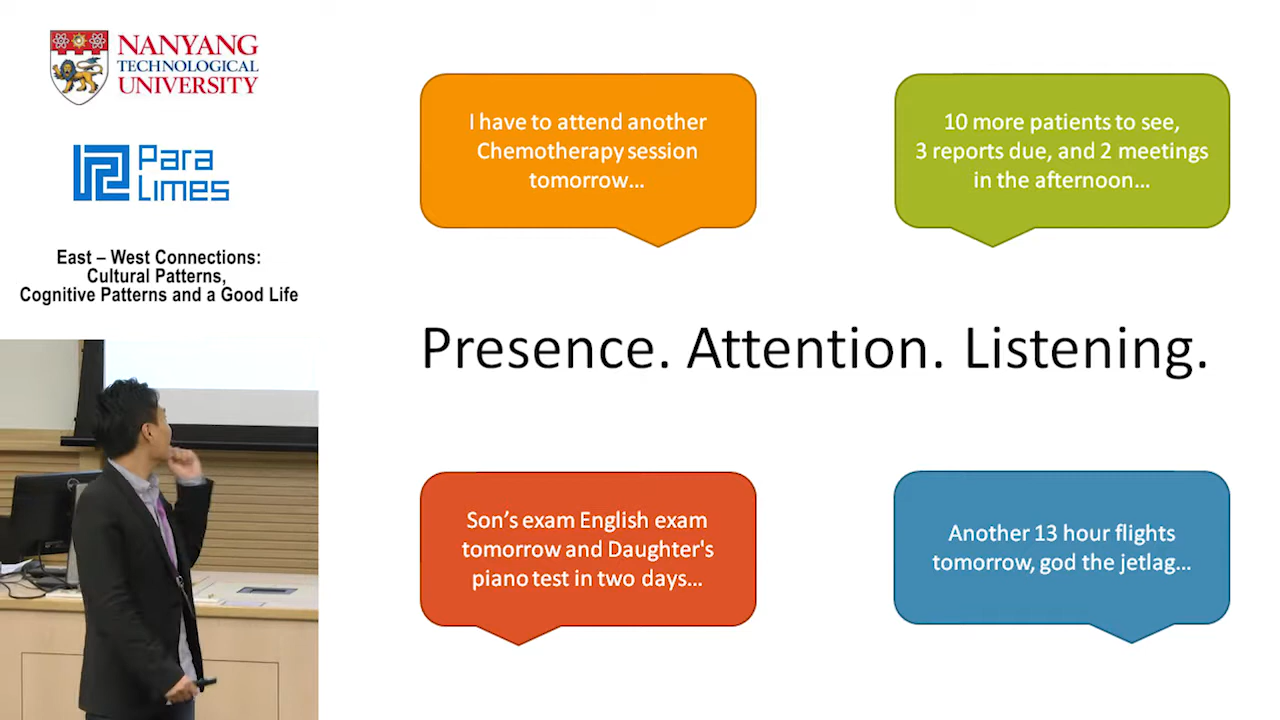 NANYANG
TECHNOLOGICAL
UNIVERSITY
Para
Limes
East – West Connections:
Cultural Patterns,
Cognitive Patterns and a Good Life
I have to attend another
Chemotherapy session
tomorrow...
10 more patients to see,
3 reports due, and 2 meetings
in the afternoon...
Presence. Attention. Listening.
Son's exam English exam
tomorrow and Daughter's
piano test in two days...
Another 13 hour flights
tomorrow, god the jetlag...